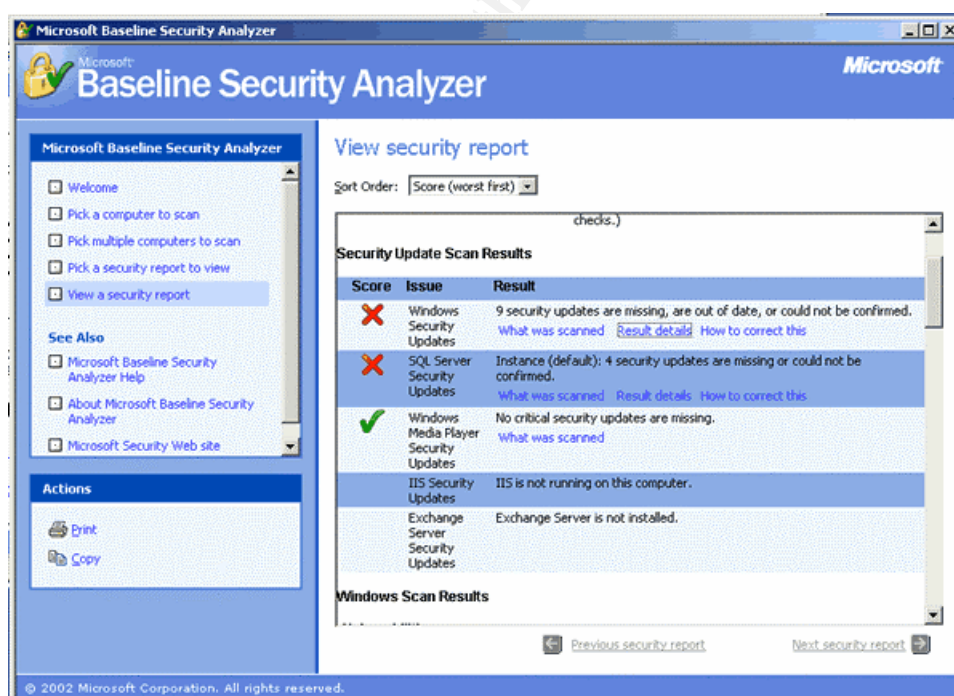 Microsoft Baseline Security Analyzer
Microsoft
Baseline Security Analyzer
Microsoft
Microsoft Baseline Security Analyzer
Welcome
Pick a computer to scan
Pick multiple computers to scan
Pick a security report to view
View a security report
See Also
Microsoft Baseline Security
Analyzer Help
About Microsoft Baseline Security
Analyzer
Microsoft Security Web site
Actions
Print
Copy
View security report
Sort Order: Score (worst first)
checks.)
Security Update Scan Results
Score Issue Result
Windows
Security
Updates
9 security updates are missing, are out of date, or could not be confirmed.
What was scanned Result details How to correct this
SQL Server
Security
Updates
Instance (default): 4 security updates are missing or could not be
confirmed.
What was scanned Result details How to correct this
Windows
Media Player
Security
Updates
No critical security updates are missing.
What was scanned
IIS Security
Updates
IIS is not running on this computer.
Exchange
Server
Security
Updates
Exchange Server is not installed.
Windows Scan Results
Previous security report
Next security report
© 2002 Microsoft Corporation. All rights reserved.